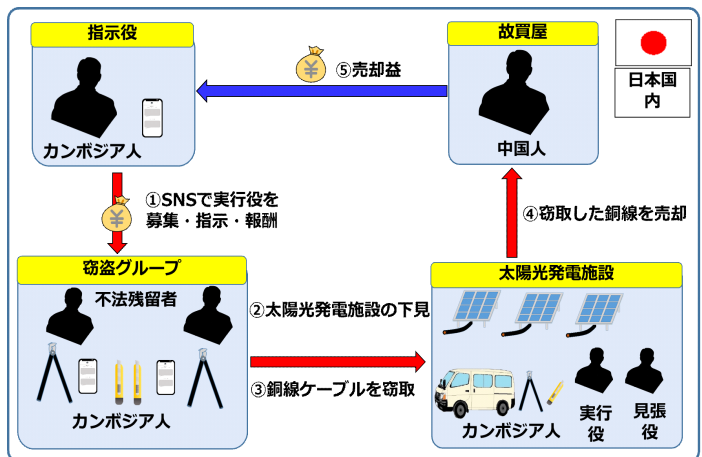 指示役
カンボジア人
⑤売却益
故買屋
中国人
日本国
内
①SNSで実行役を
募集・指示・報酬
④窃取した銅線を売却
窃盗グループ
不法残留者
カンボジア人
②太陽光発電施設の下見
③銅線ケーブルを窃取
太陽光発電施設
カンボジア人
実行
役
見張
役